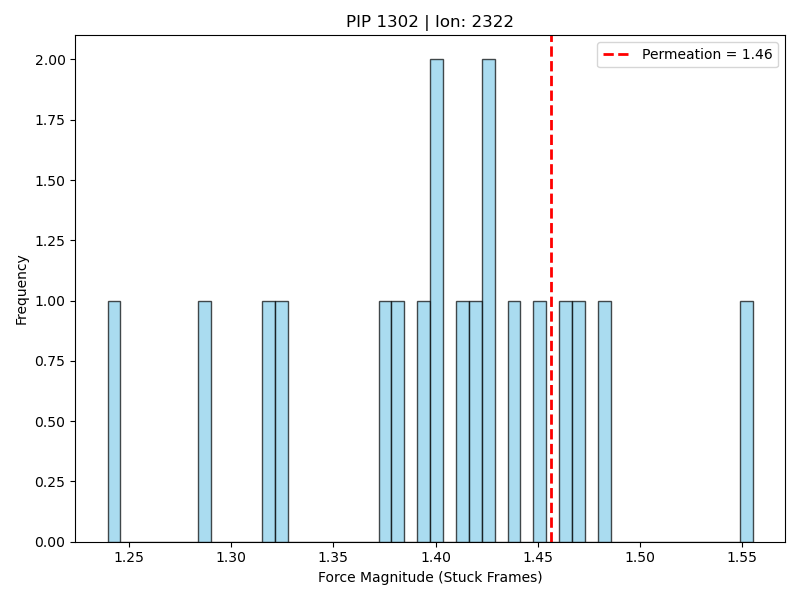 PIP 1302 | Ion: 2322
Permeation = 1.46
2.00
1.75
1.50
1.25
1.00
0.75
0.50
0.25
0.00
Frequency
1.25 1.30 1.35 1.40 1.45 1.50 1.55
Force Magnitude (Stuck Frames)